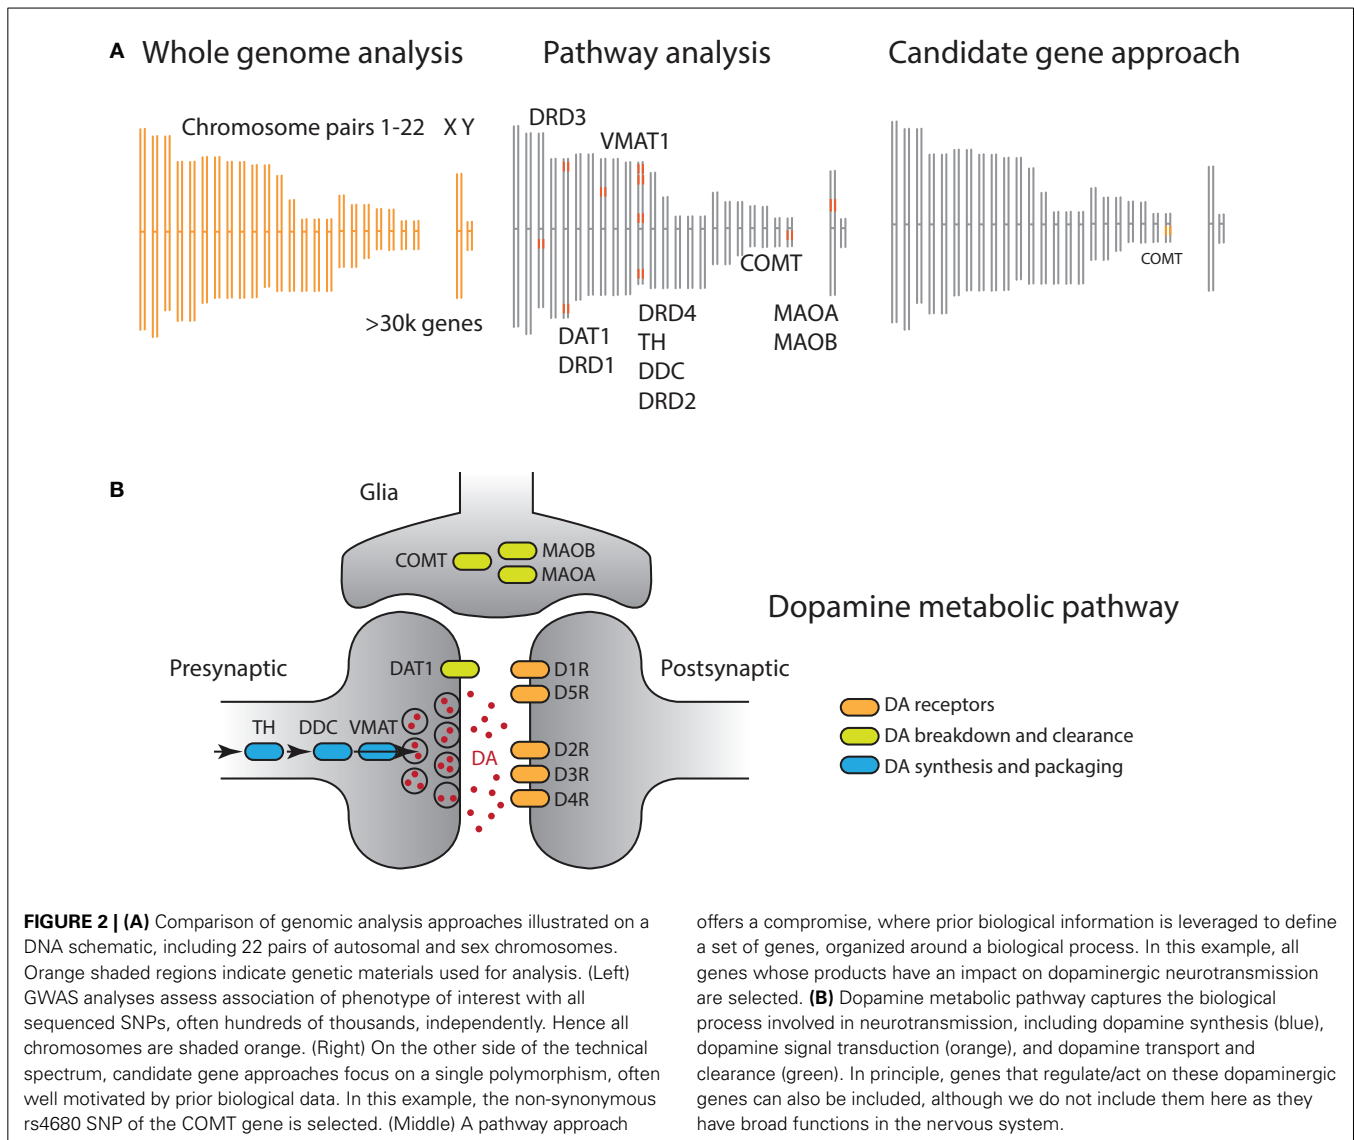 A Whole genome analysis
Pathway analysis
Candidate gene approach
Chromosome pairs 1-22 X Y
>30k genes
DRD3
VMAT1
COMT
DAT1
DRD1
DRD4
TH
DDC
DRD2
MAOA
MAOB
COMT
B
Glia
COMT
MAOB
MAOA
Dopamine metabolic pathway
Presynaptic
DAT1
D1R
D5R
Postsynaptic
TH DDC VMAT
DA
D2R
D3R
D4R
DA receptors
DA breakdown and clearance
DA synthesis and packaging
FIGURE 2 | (A) Comparison of genomic analysis approaches illustrated on a
DNA schematic, including 22 pairs of autosomal and sex chromosomes.
Orange shaded regions indicate genetic materials used for analysis. (Left)
GWAS analyses assess association of phenotype of interest with all
sequenced SNPs, often hundreds of thousands, independently. Hence all
chromosomes are shaded orange. (Right) On the other side of the technical
spectrum, candidate gene approaches focus on a single polymorphism, often
well motivated by prior biological data. In this example, the non-synonymous
rs4680 SNP of the COMT gene is selected. (Middle) A pathway approach
offers a compromise, where prior biological information is leveraged to define
a set of genes, organized around a biological process. In this example, all
genes whose products have an impact on dopaminergic neurotransmission
are selected. (B) Dopamine metabolic pathway captures the biological
process involved in neurotransmission, including dopamine synthesis (blue),
dopamine signal transduction (orange), and dopamine transport and
clearance (green). In principle, genes that regulate/act on these dopaminergic
genes can also be included, although we do not include them here as they
have broad functions in the nervous system.